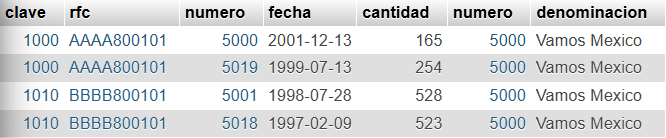 clave rfc numero fecha cantidad numero denominacion
1000 AAAA800101 5000 2001-12-13 165 5000 Vamos Mexico
1000 AAAA800101 5019 1999-07-13 254 5000 Vamos Mexico
1010 BBBB800101 5001 1998-07-28 528 5000 Vamos Mexico
1010 BBBB800101 5018 1997-02-09 523 5000 Vamos Mexico